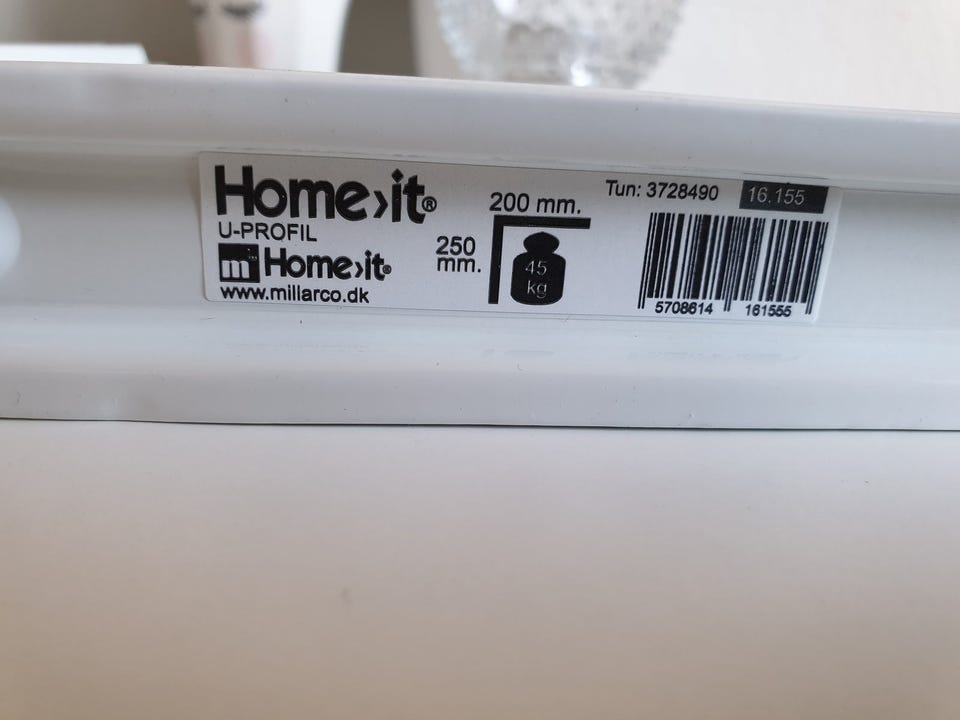 Home›it®
U-PROFIL
m Home›it®
www.millarco.dk
200 mm.
250
mm.
45
kg
Tun: 3728490
16.155
5708614 161555